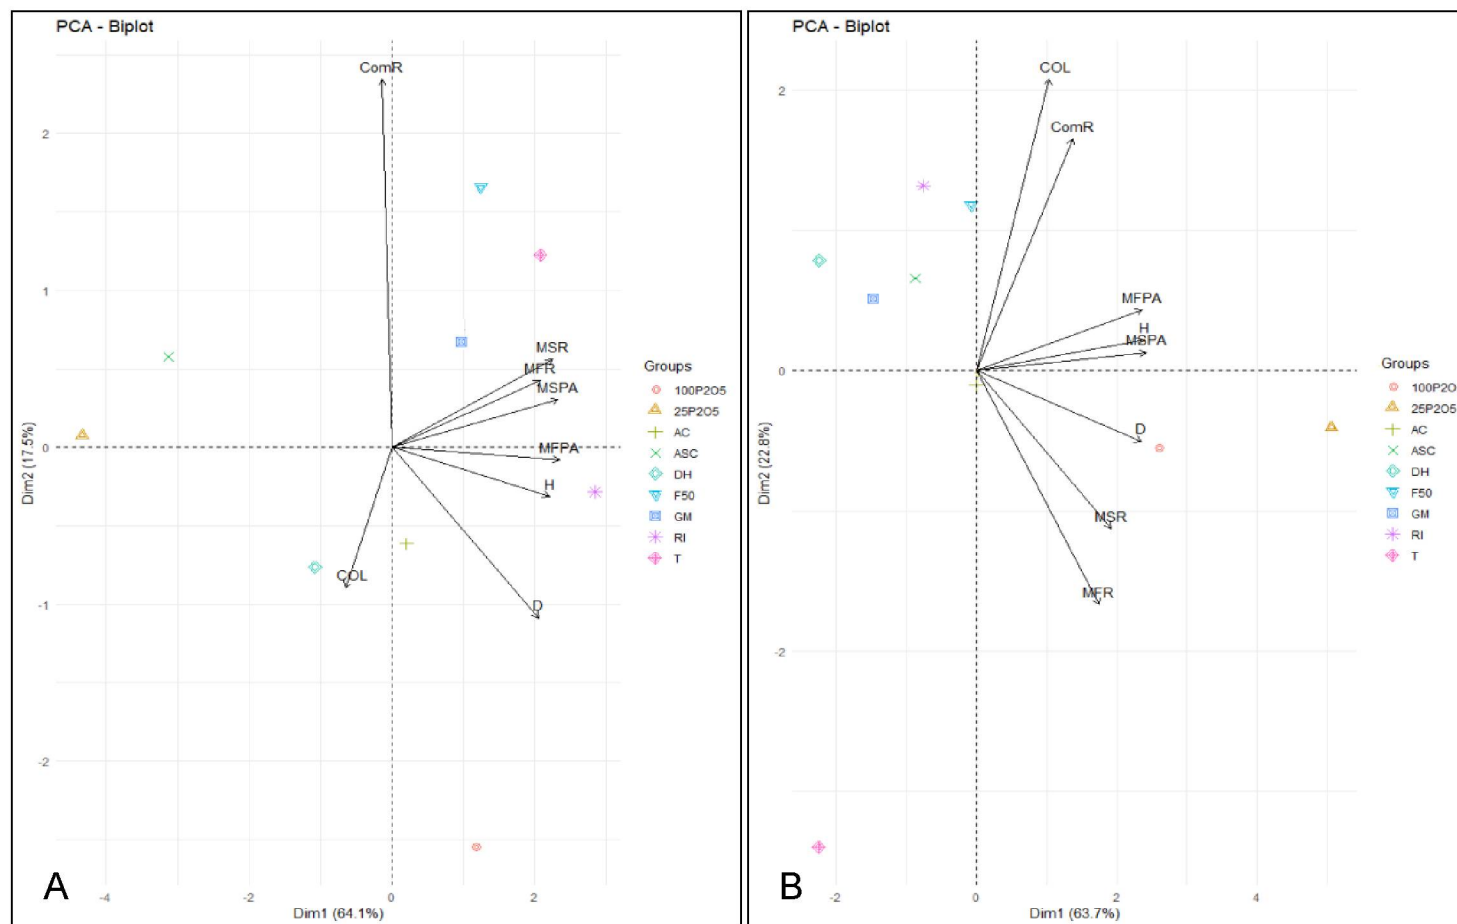 PCA - Biplot
ComR
2
1
MSR
MFR
MSPA
0
MFPA
H
COL
D
-1
-2
-4
-2
0
2
Dim1 (64.1%)
Dim2 (17.5%)
Groups
100P2O5
25P2O5
AC
ASC
DH
F50
GM
RI
T
A
PCA - Biplot
COL
2
ComR
MFPA
H
MSPA
0
D
MSR
MFR
-2
-2
0
2
4
Dim1 (63.7%)
Dim2 (22.8%)
Groups
100P2O
25P2O5
AC
ASC
DH
F50
GM
RI
T
B